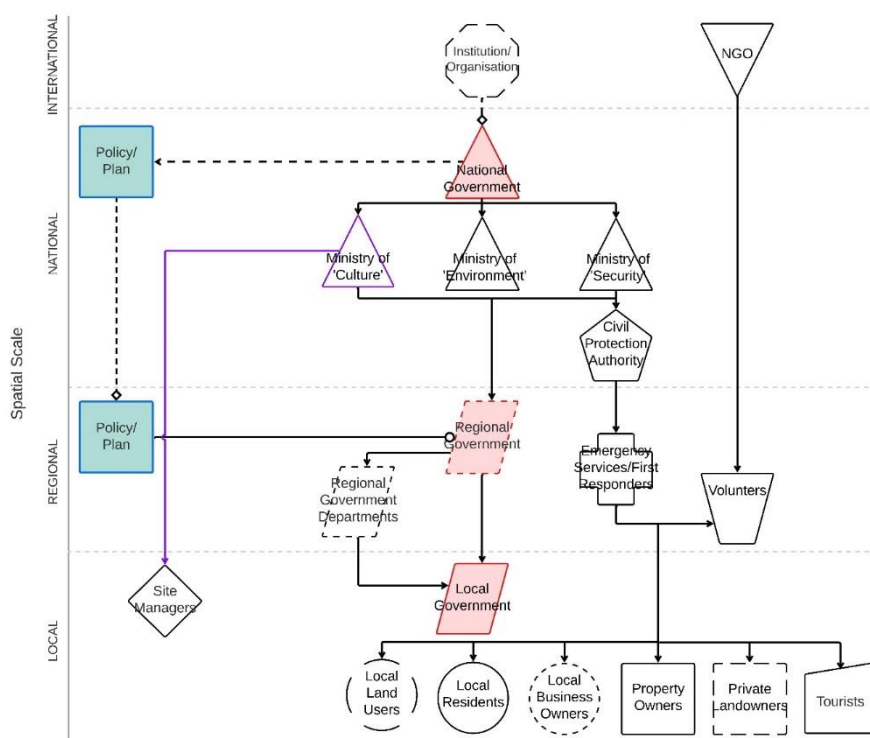 INTERNATIONAL
Institution/
Organisation
NGO
Policy/
Plan
National
Government
NATIONAL
Ministry of
'Culture'
Ministry of
'Environment'
Ministry of
'Security'
Civil
Protection
Authority
Spatial Scale
Policy/
Plan
Regional
Government
REGIONAL
Regional
Government
Departments
Emergency
Services/First
Responders
Volunters
Site
Managers
Local
Government
LOCAL
Local
Land
Users
Local
Residents
Local
Business
Owners
Property
Owners
Private
Landowners
Tourists